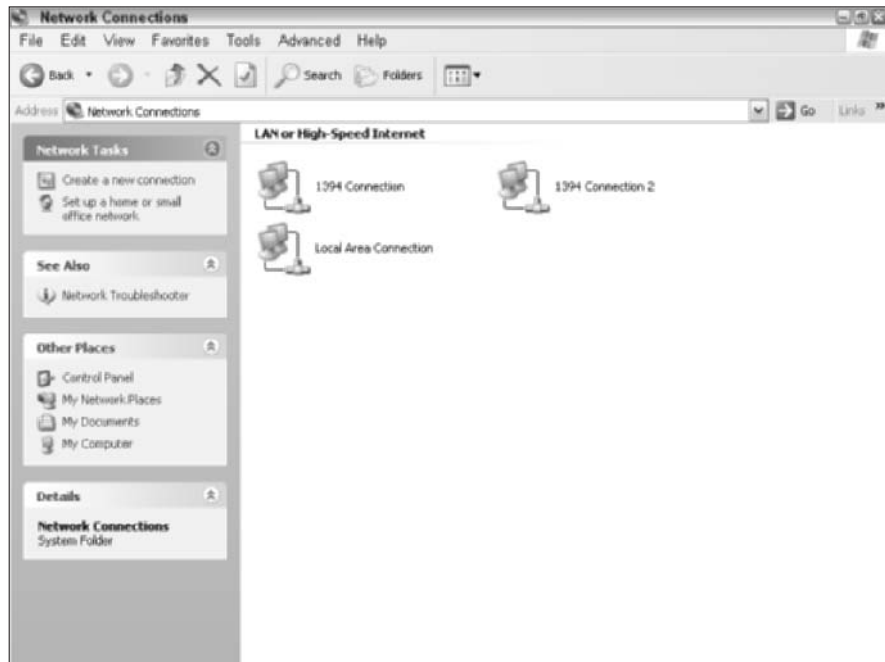 Network Connections
File Edit View Favorites Tools Advanced Help
Back Search Folders
Address Network Connections Go Links »
Network Tasks
Create a new connection
Set up a home or small
office network
See Also
Network Troubleshooter
Other Places
Control Panel
My Network Places
My Documents
My Computer
Details
Network Connections
System Folder
LAN or High-Speed Internet
1394 Connection
1394 Connection 2
Local Area Connection